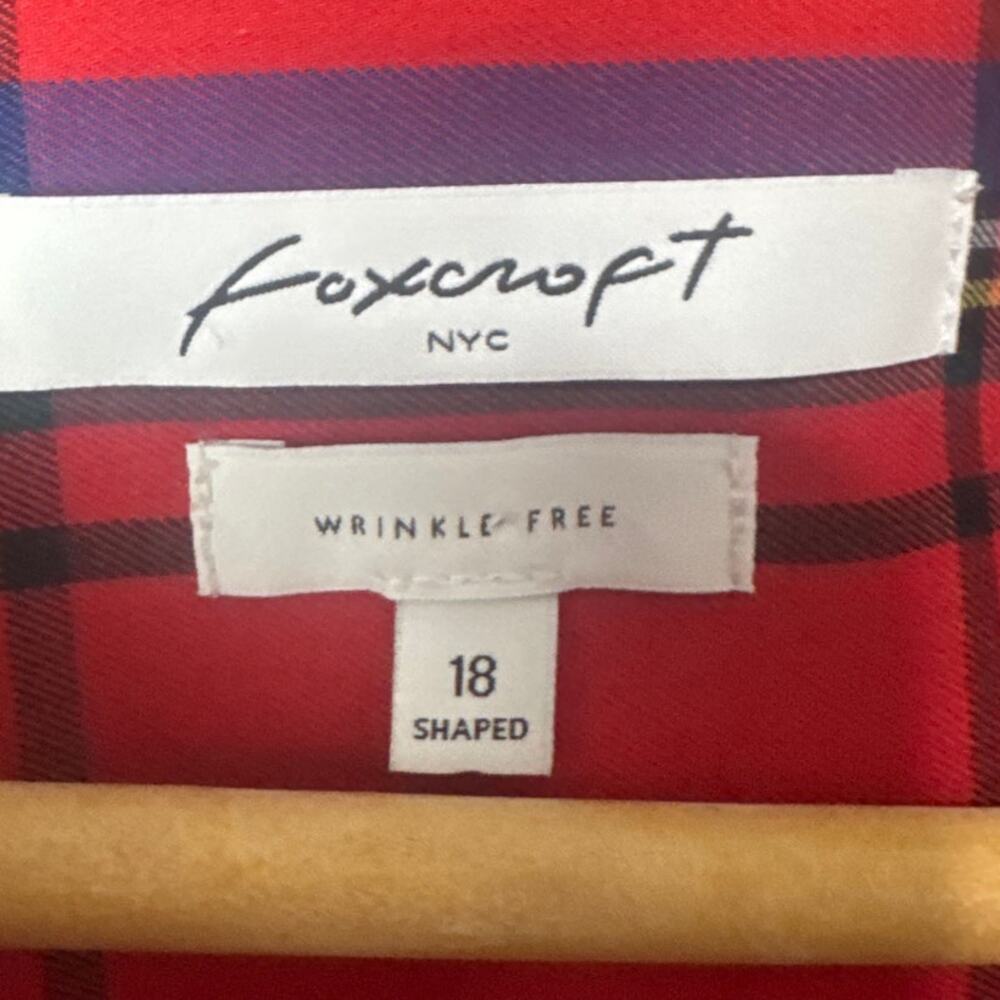 foxcroft
NYC
WRINKLE FREE
18
SHAPED